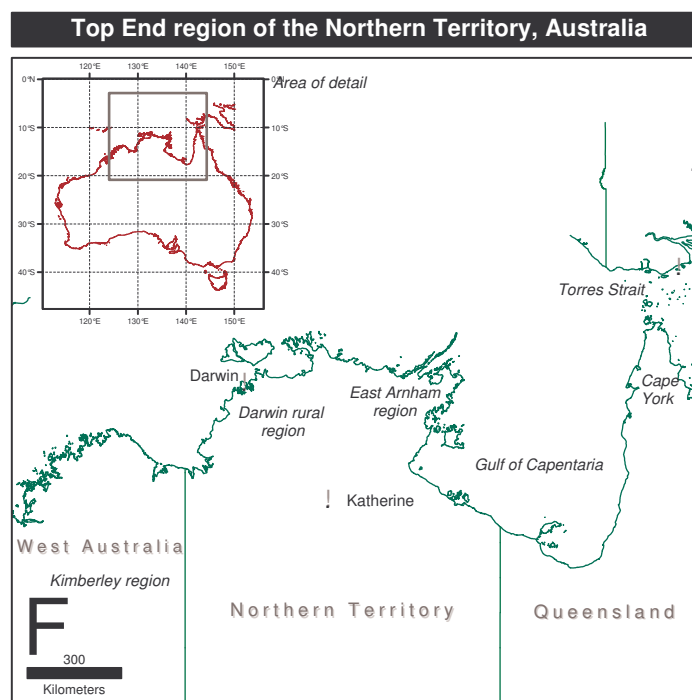 Top End region of the Northern Territory, Australia
120°E 130°E 140°E 150°E
0°N 0°N
Area of detail
10°S 10°S
20°S 20°S
30°S 30°S
40°S 40°S
120°E 130°E 140°E 150°E
Torres Strait
Darwin
East Arnham
region
Cape
York
Darwin rural
region
Gulf of Capentaria
Katherine
West Australia
Kimberley region
Northern Territory
Queensland
F
300
Kilometers